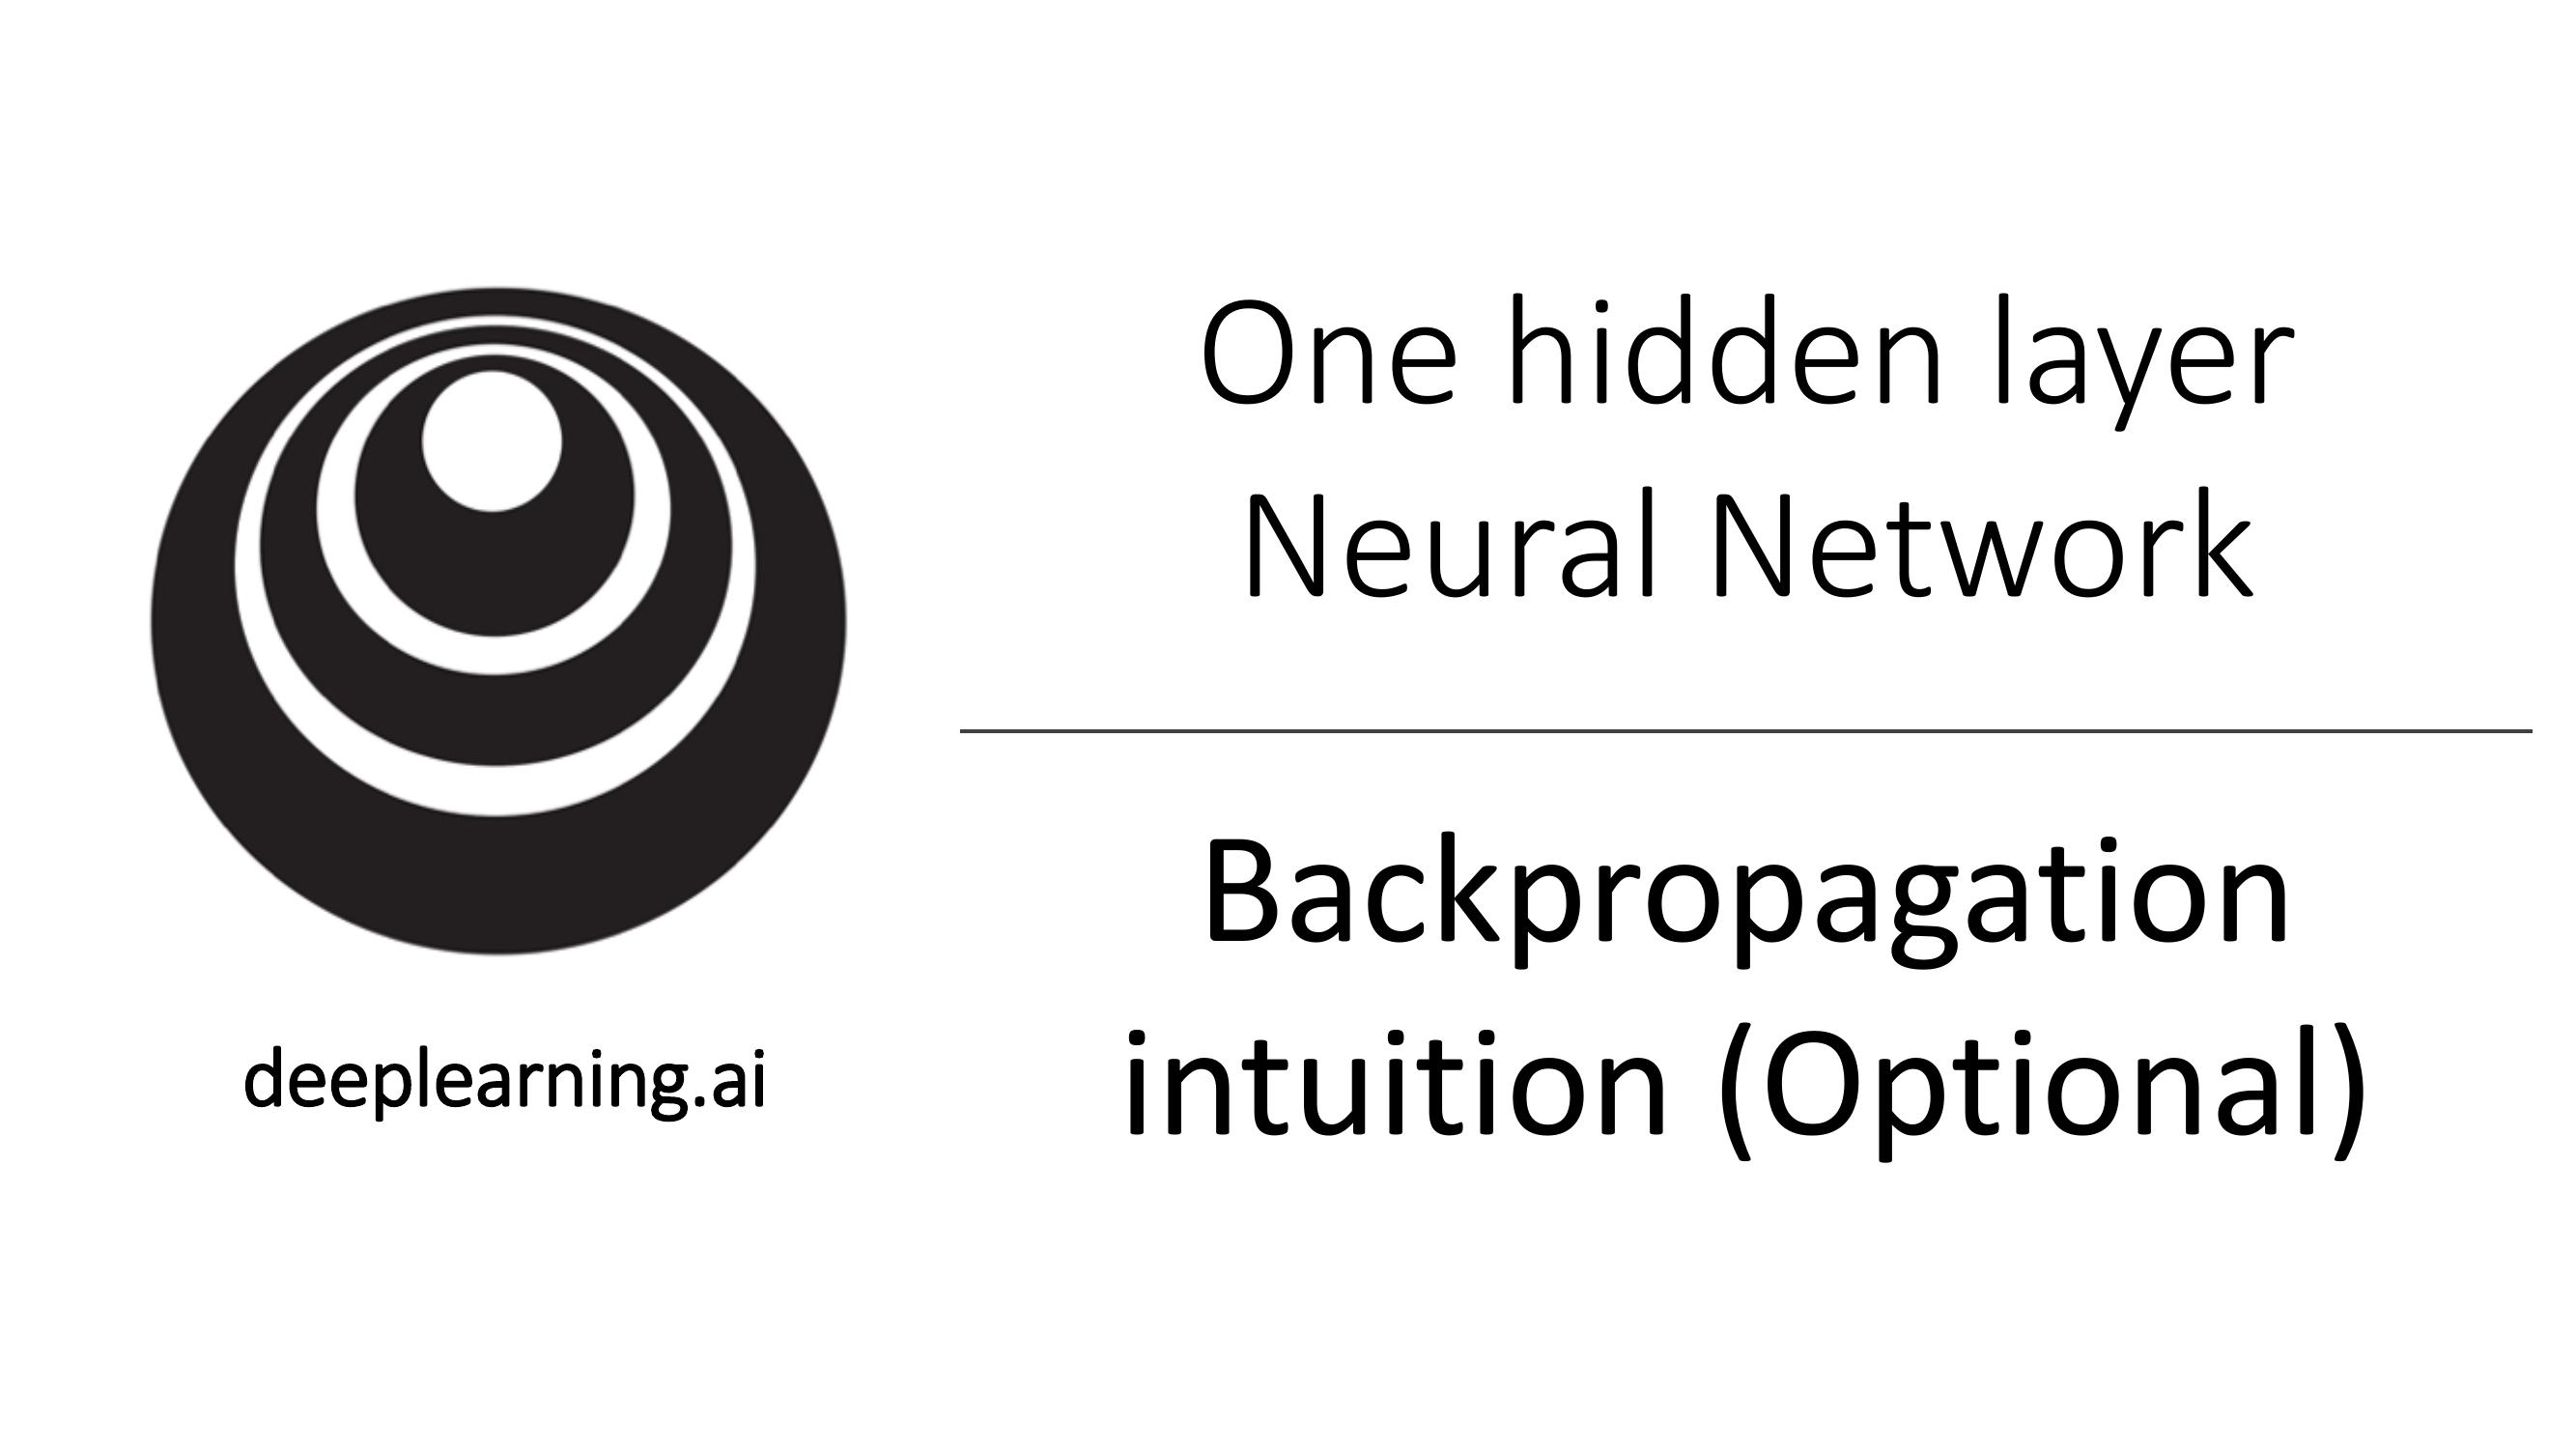 One hidden layer
Neural Network
Backpropagation
intuition (Optional)
deeplearning.ai